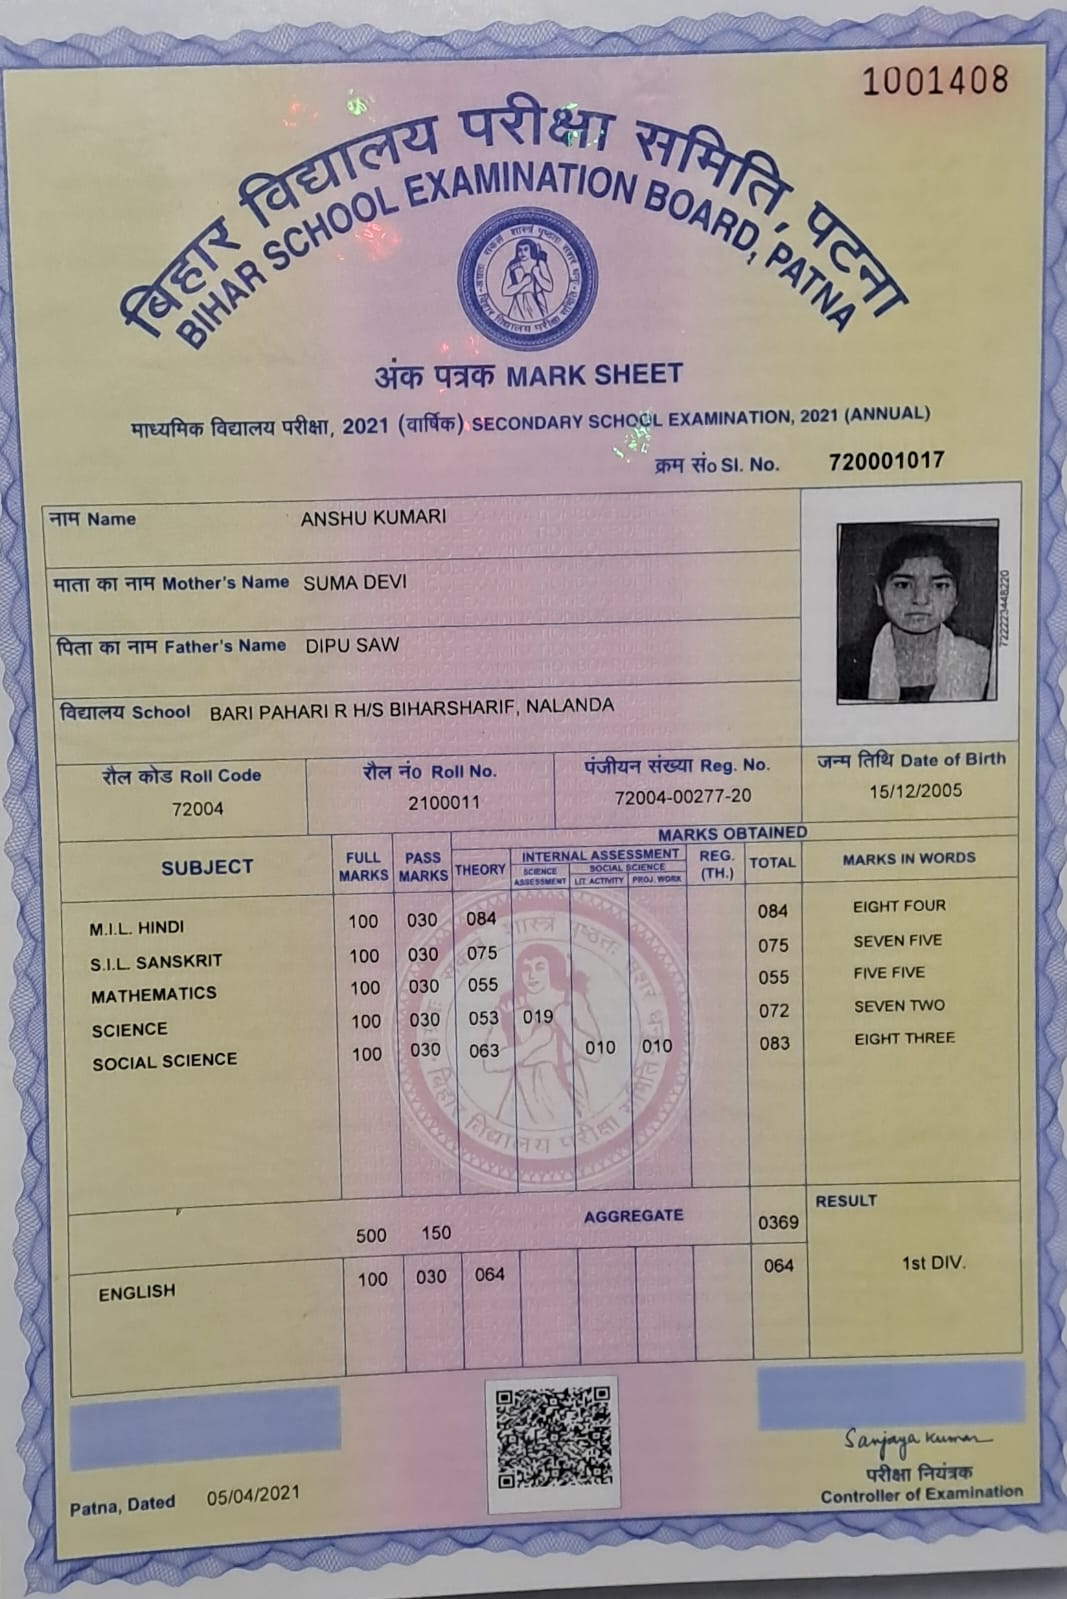 1001408
बिहार विद्यालय परीक्षा समिति, पटना
BIHAR SCHOOL EXAMINATION BOARD, PATNA
अंक पत्रक MARK SHEET
माध्यमिक विद्यालय परीक्षा, 2021 (वार्षिक) SECONDARY SCHOOL EXAMINATION, 2021 (ANNUAL)
क्रम सं० Sl. No. 720001017
नाम Name ANSHU KUMARI
माता का नाम Mother's Name SUMA DEVI
पिता का नाम Father's Name DIPU SAW
विद्यालय School BARI PAHARI R H/S BIHARSHARIF, NALANDA
7222223448220
रौल कोड Roll Code रौल नं० Roll No. पंजीयन संख्या Reg. No. जन्म तिथि Date of Birth
72004 2100011 72004-00277-20 15/12/2005
MARKS OBTAINED
SUBJECT FULL MARKS PASS MARKS THEORY INTERNAL ASSESSMENT SCIENCE ASSESSMENT SOCIAL SCIENCE LIT ACTIVITY PROJ. WORK REG. (TH.) TOTAL MARKS IN WORDS
M.I.L. HINDI 100 030 084 084 EIGHT FOUR
S.I.L. SANSKRIT 100 030 075 075 SEVEN FIVE
MATHEMATICS 100 030 055 055 FIVE FIVE
SCIENCE 100 030 053 019 072 SEVEN TWO
SOCIAL SCIENCE 100 030 063 010 010 083 EIGHT THREE
500 150 AGGREGATE 0369 RESULT
1st DIV.
ENGLISH 100 030 064 064
Sanjaya Kumar
परीक्षा नियंत्रक
Controller of Examination
Patna, Dated 05/04/2021